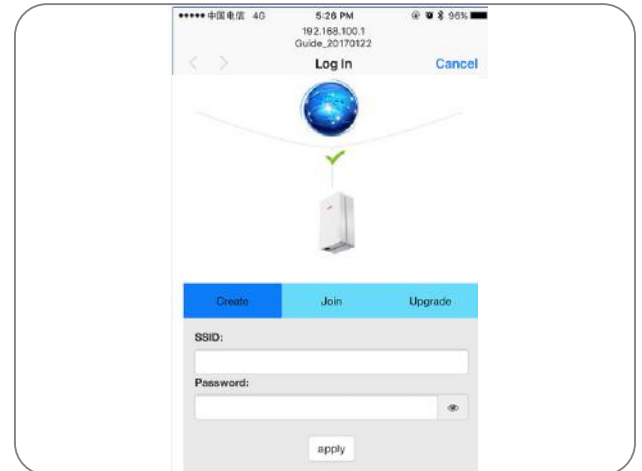 中国电信 4G 5:26 PM 96%
192.168.100.1
Guide_20170122
Log In Cancel
Create Join Upgrade
SSID:
Password:
apply